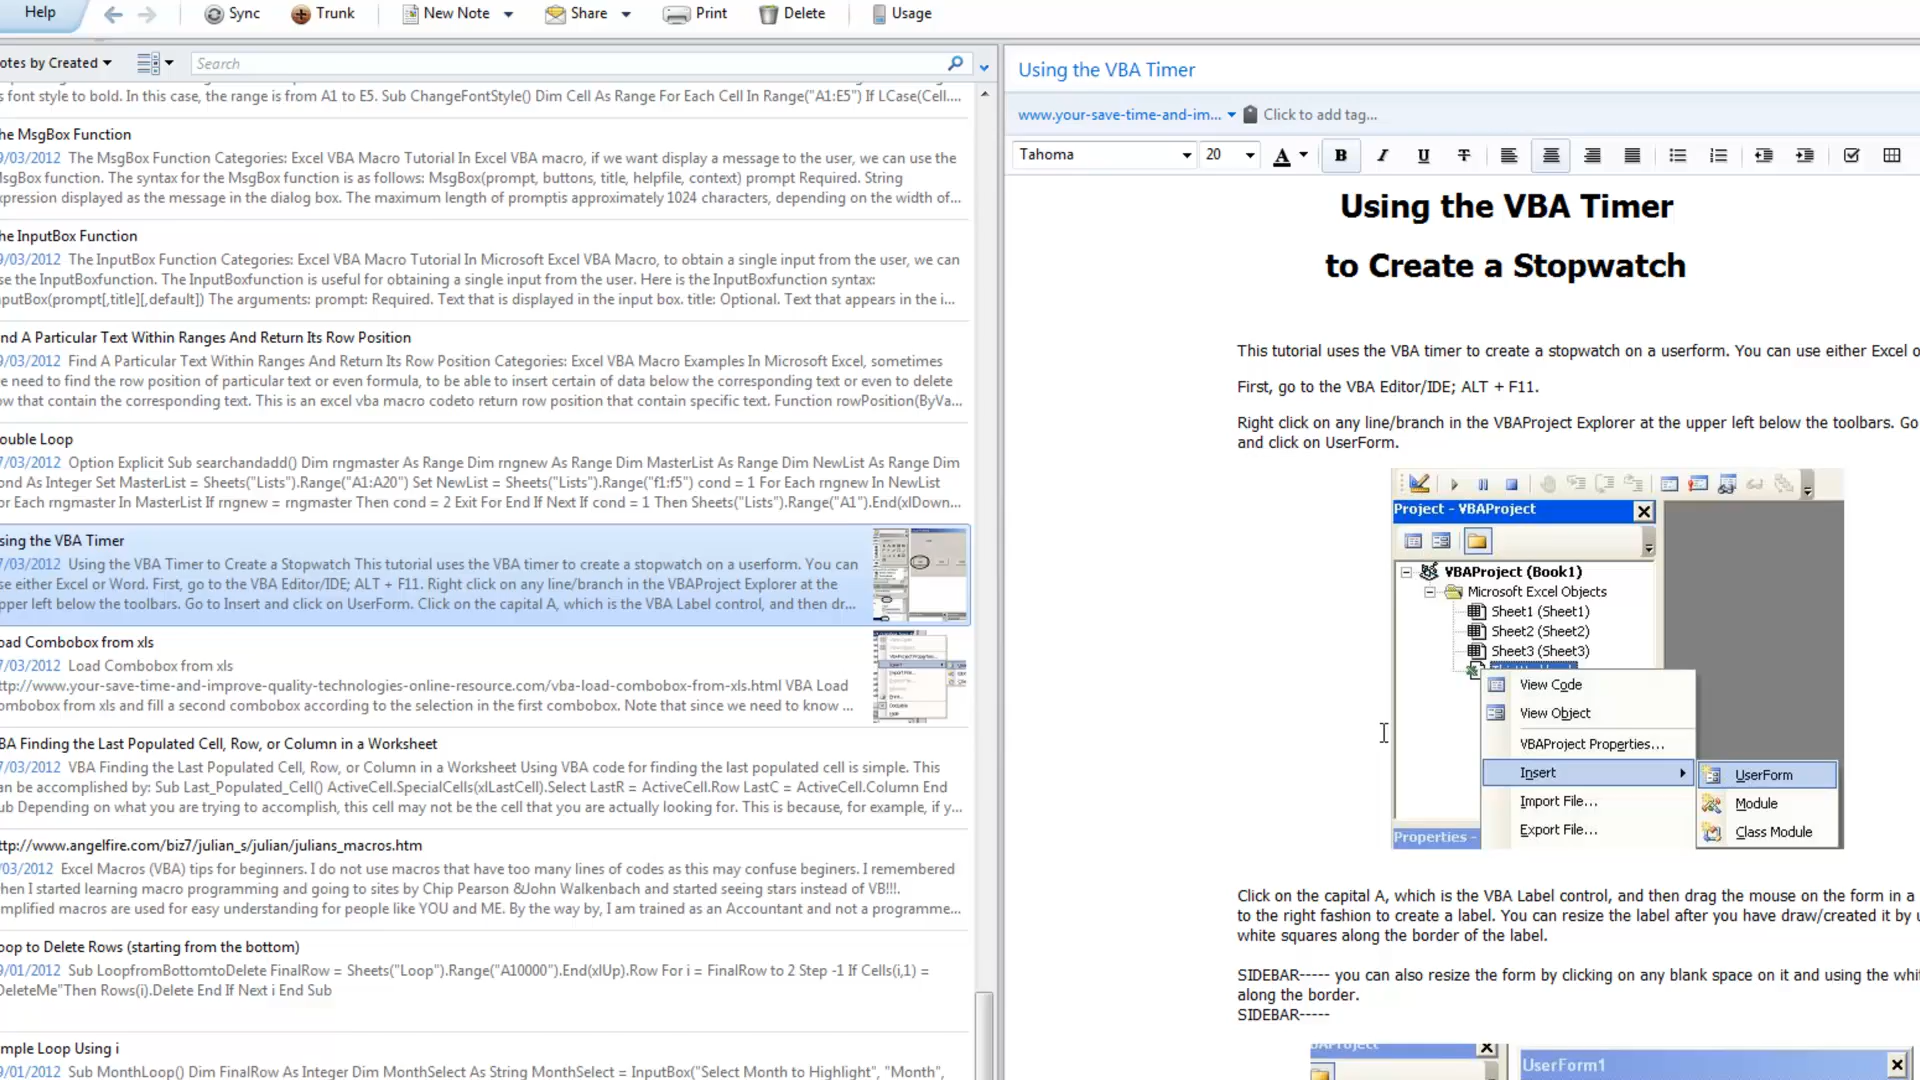 Help
Sync
Trunk
New Note
Share
Print
Delete
Usage
otes by Created
Search
s font style to bold. In this case, the range is from A1 to E5. Sub ChangeFontStyle() Dim Cell As Range For Each Cell In Range("A1:E5") If LCase(Cell....
he MsgBox Function
9/03/2012 The MsgBox Function Categories: Excel VBA Macro Tutorial In Excel VBA macro, if we want display a message to the user, we can use the
MsgBox function. The syntax for the MsgBox function is as follows: MsgBox(prompt, buttons, title, helpfile, context) prompt Required. String
xpression displayed as the message in the dialog box. The maximum length of promptis approximately 1024 characters, depending on the width of...
he InputBox Function
9/03/2012 The InputBox Function Categories: Excel VBA Macro Tutorial In Microsoft Excel VBA Macro, to obtain a single input from the user, we can
se the InputBoxfunction. The InputBoxfunction is useful for obtaining a single input from the user. Here is the InputBoxfunction syntax:
nputBox(prompt[,title][,default]) The arguments: prompt: Required. Text that is displayed in the input box. title: Optional. Text that appears in the i...
nd A Particular Text Within Ranges And Return Its Row Position
9/03/2012 Find A Particular Text Within Ranges And Return Its Row Position Categories: Excel VBA Macro Examples In Microsoft Excel, sometimes
e need to find the row position of particular text or even formula, to be able to insert certain of data below the corresponding text or even to delete
ow that contain the corresponding text. This is an excel vba macro codeto return row position that contain specific text. Function rowPosition(ByVa...
ouble Loop
7/03/2012 Option Explicit Sub searchandadd() Dim rngmaster As Range Dim rngnew As Range Dim MasterList As Range Dim NewList As Range Dim
ond As Integer Set MasterList = Sheets("Lists").Range("A1:A20") Set NewList = Sheets("Lists").Range("f1:f5") cond = 1 For Each rngnew In NewList
or Each rngmaster In MasterList If rngnew = rngmaster Then cond = 2 Exit For End If Next If cond = 1 Then Sheets("Lists").Range("A1").End(xlDown...
sing the VBA Timer
7/03/2012 Using the VBA Timer to Create a Stopwatch This tutorial uses the VBA timer to create a stopwatch on a userform. You can
se either Excel or Word. First, go to the VBA Editor/IDE; ALT + F11. Right click on any line/branch in the VBAProject Explorer at the
pper left below the toolbars. Go to Insert and click on UserForm. Click on the capital A, which is the VBA Label control, and then dr...
oad Combobox from xls
7/03/2012 Load Combobox from xls
ttp://www.your-save-time-and-improve-quality-technologies-online-resource.com/vba-load-combobox-from-xls.html VBA Load
ombobox from xls and fill a second combobox according to the selection in the first combobox. Note that since we need to know ...
BA Finding the Last Populated Cell, Row, or Column in a Worksheet
7/03/2012 VBA Finding the Last Populated Cell, Row, or Column in a Worksheet Using VBA code for finding the last populated cell is simple. This
an be accomplished by: Sub Last_Populated_Cell() ActiveCell.SpecialCells(xlLastCell).Select LastR = ActiveCell.Row LastC = ActiveCell.Column End
ub Depending on what you are trying to accomplish, this cell may not be the cell that you are actually looking for. This is because, for example, if y...
ttp://www.angelfire.com/biz7/julian_s/julian/julians_macros.htm
/03/2012 Excel Macros (VBA) tips for beginners. I do not use macros that have too many lines of codes as this may confuse beginers. I remembered
hen I started learning macro programming and going to sites by Chip Pearson &John Walkenbach and started seeing stars instead of VB!!!.
mplified macros are used for easy understanding for people like YOU and ME. By the way by, I am trained as an Accountant and not a programme...
oop to Delete Rows (starting from the bottom)
9/01/2012 Sub LoopfromBottomtoDelete FinalRow = Sheets("Loop").Range("A10000").End(xlUp).Row For i = FinalRow to 2 Step -1 If Cells(i,1) =
DeleteMe"Then Rows(i).Delete End If Next i End Sub
mple Loop Using i
9/01/2012 Sub MonthLoop() Dim FinalRow As Integer Dim MonthSelect As String MonthSelect = InputBox("Select Month to Highlight", "Month",
Using the VBA Timer
www.your-save-time-and-im...
Click to add tag...
Tahoma
20
Using the VBA Timer
to Create a Stopwatch
This tutorial uses the VBA timer to create a stopwatch on a userform. You can use either Excel o
First, go to the VBA Editor/IDE; ALT + F11.
Right click on any line/branch in the VBAProject Explorer at the upper left below the toolbars. Go
and click on UserForm.
Project - VBAProject
VBAProject (Book1)
Microsoft Excel Objects
Sheet1 (Sheet1)
Sheet2 (Sheet2)
Sheet3 (Sheet3)
View Code
View Object
VBAProject Properties...
Insert
UserForm
Import File...
Module
Export File...
Class Module
Properties -
Click on the capital A, which is the VBA Label control, and then drag the mouse on the form in a
to the right fashion to create a label. You can resize the label after you have draw/created it by u
white squares along the border of the label.
SIDEBAR----- you can also resize the form by clicking on any blank space on it and using the whi
along the border.
SIDEBAR-----
UserForm1